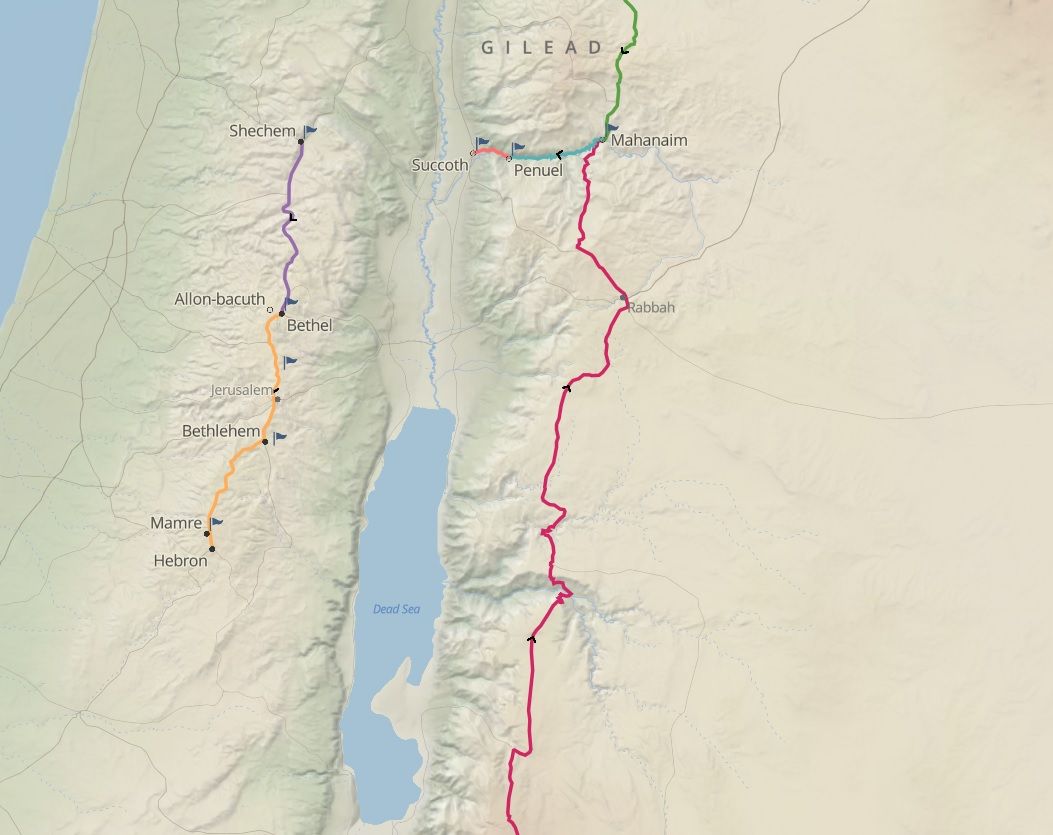 GILEAD
Shechem
Mahanaim
Succoth
Penuel
Allon-bacuth
Rabbah
Bethel
Jerusalem
Bethlehem
Mamre
Hebron
Dead Sea